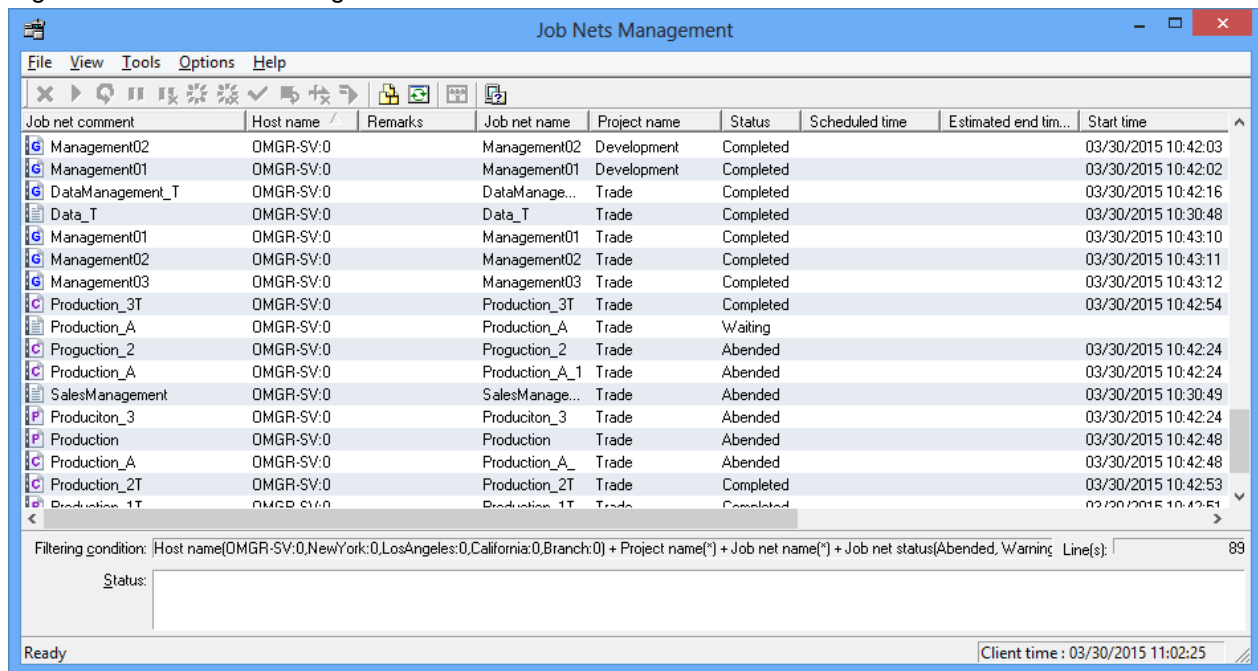 Job Nets Management
File View Tools Options Help
Job net comment Host name Remarks Job net name Project name Status Scheduled time Estimated end tim... Start time
G Management02 OMGR-SV:0 Management02 Development Completed 03/30/2015 10:42:03
G Management01 OMGR-SV:0 Management01 Development Completed 03/30/2015 10:42:02
G DataManagement_T OMGR-SV:0 DataManage... Trade Completed 03/30/2015 10:42:16
Data_T OMGR-SV:0 Data_T Trade Completed 03/30/2015 10:30:48
G Management01 OMGR-SV:0 Management01 Trade Completed 03/30/2015 10:43:10
G Management02 OMGR-SV:0 Management02 Trade Completed 03/30/2015 10:43:11
G Management03 OMGR-SV:0 Management03 Trade Completed 03/30/2015 10:43:12
C Production_3T OMGR-SV:0 Production_3T Trade Completed 03/30/2015 10:42:54
Production_A OMGR-SV:0 Production_A Trade Waiting
C Proguction_2 OMGR-SV:0 Proguction_2 Trade Abended 03/30/2015 10:42:24
C Production_A OMGR-SV:0 Production_A_1 Trade Abended 03/30/2015 10:42:24
SalesManagement OMGR-SV:0 SalesManage... Trade Abended 03/30/2015 10:30:49
P Produciton_3 OMGR-SV:0 Produciton_3 Trade Abended 03/30/2015 10:42:24
P Production OMGR-SV:0 Production Trade Abended 03/30/2015 10:42:48
C Production_A OMGR-SV:0 Production_A_ Trade Abended 03/30/2015 10:42:48
C Production_2T OMGR-SV:0 Production_2T Trade Completed 03/30/2015 10:42:53
P Production_1T OMGR-SV:0 Production_1T Trade Completed 03/30/2015 10:42:51
Filtering condition: Host name(OMGR-SV:0,NewYork:0,LosAngeles:0,California:0,Branch:0) + Project name(*) + Job net name(*) + Job net status(Abended, Warning Line(s): 89
Status:
Ready Client time : 03/30/2015 11:02:25